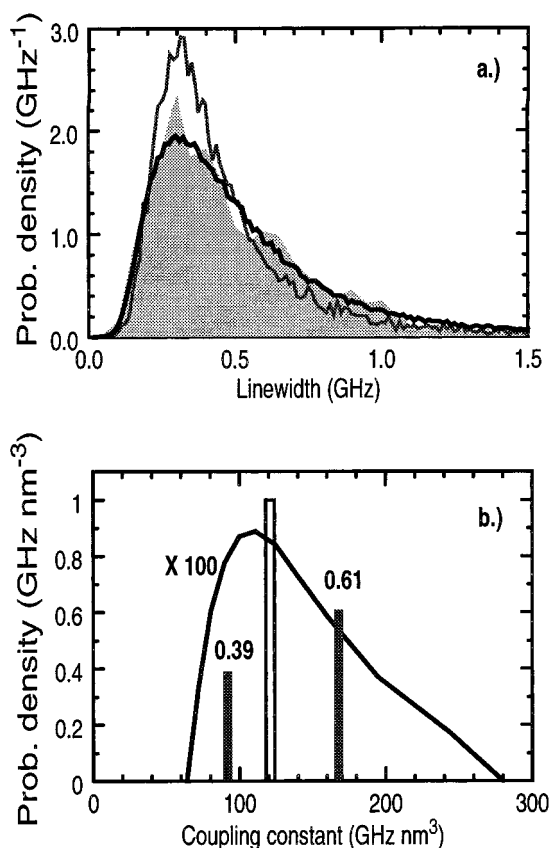 3.0
a.)
2.0
1.0
0.0
0.0 0.5 1.0 1.5
Linewidth (GHz)
Prob. density (GHz⁻¹)
1
b.)
X 100
0.8
0.61
0.6
0.39
0.4
0.2
0
0 100 200 300
Coupling constant (GHz nm³)
Prob. density (GHz nm⁻³)